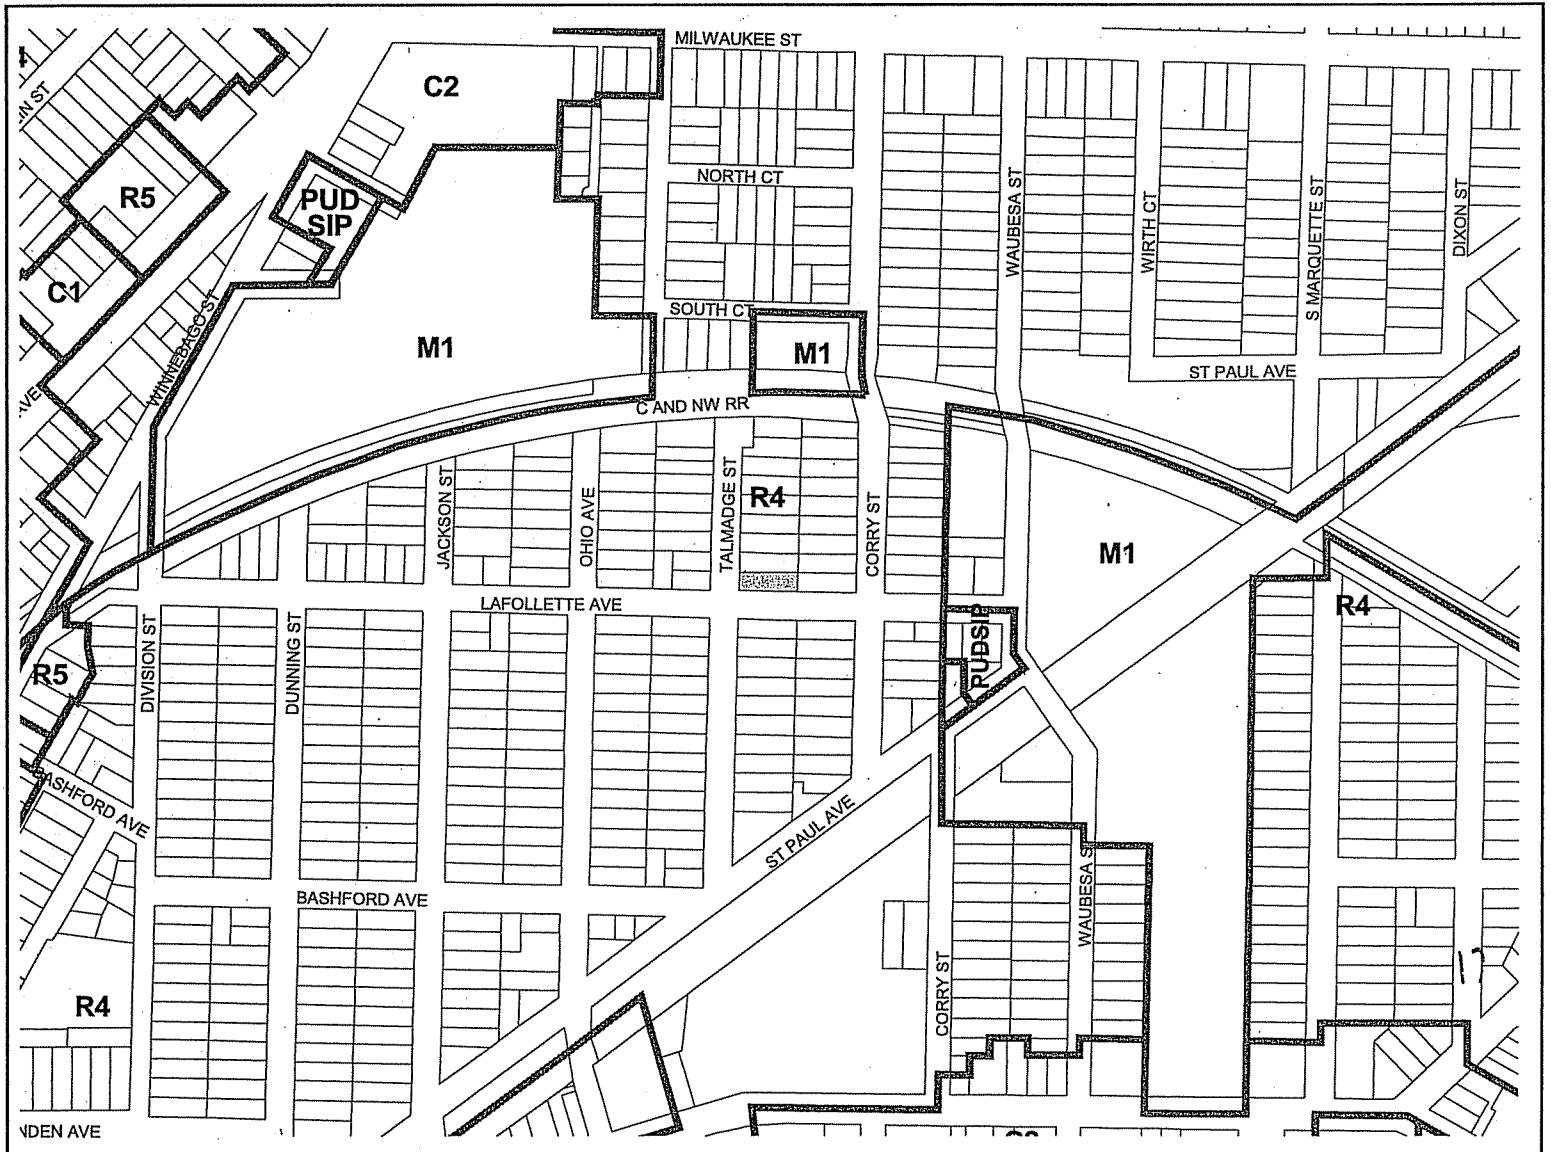 MILWAUKEE ST
C2
R5
PUD
SIP
NORTH CT
WAUBESA ST
WIRTH CT
S MARQUETTE ST
DIXON ST
C1
WINNEBAGO ST
SOUTH CT
M1
M1
ST PAUL AVE
AVE
C AND NW RR
JACKSON ST
OHIO AVE
TALMADGE ST
R4
CORRY ST
M1
LAFOLLETTE AVE
R4
DIVISION ST
DUNNING ST
PUDSIP
R5
BASHFORD AVE
ST PAUL AVE
BASHFORD AVE
WAUBESA S
CORRY ST
17
R4
NDEN AVE